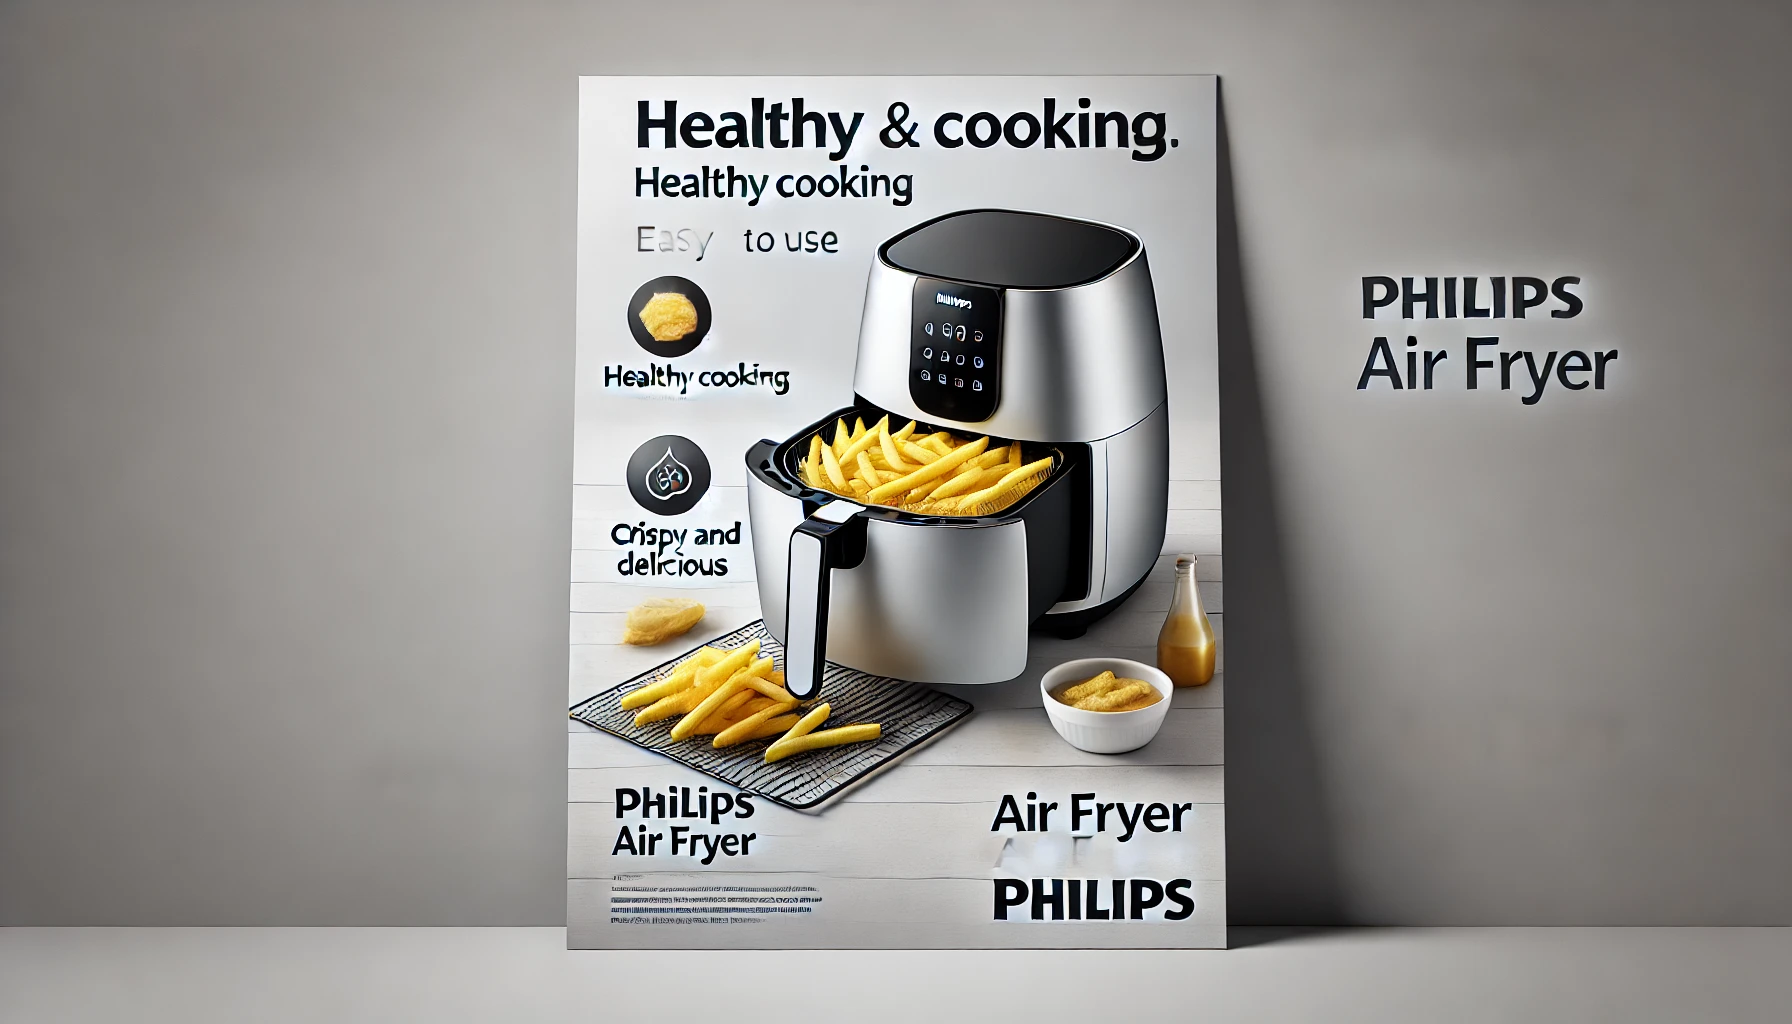 Healthy & cooking.
Healthy cooking
Easy to use
Healthy cooking
Crispy and
delicious
PHiLips
Air Fryer
Air Fryer
PHILIPS
PHILIPS
Air Fryer